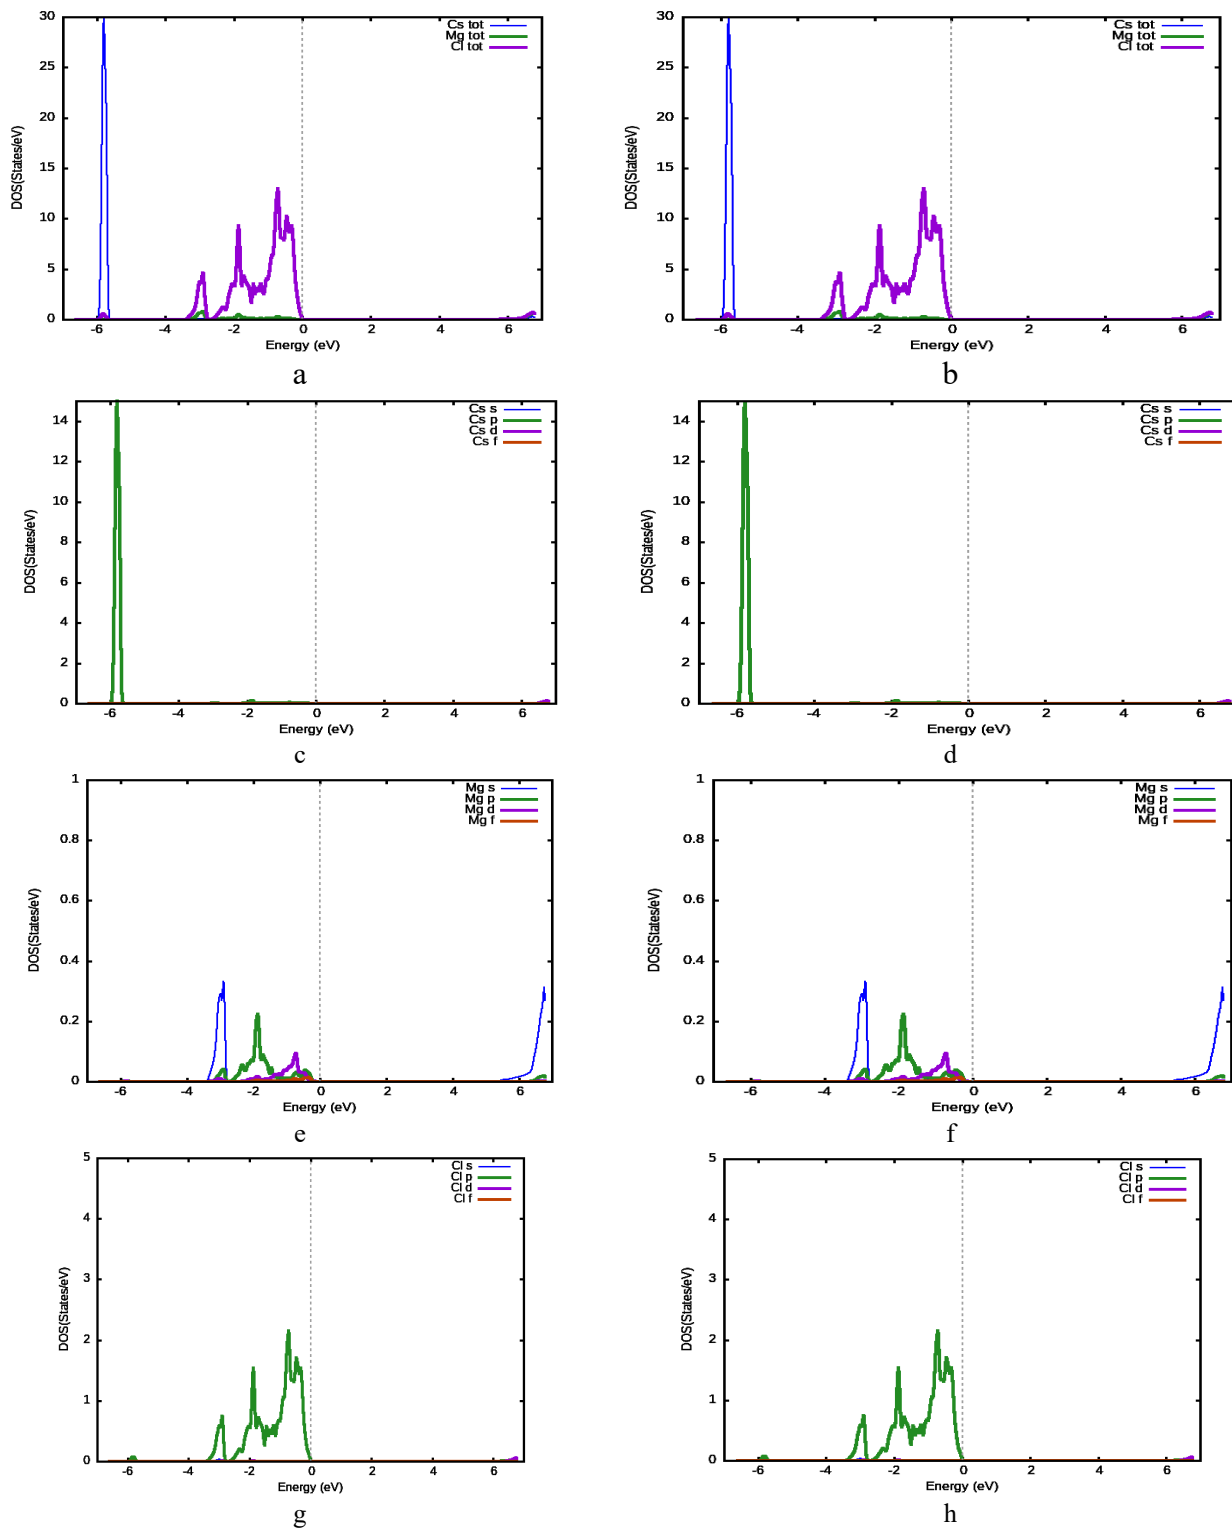 30
25
20
15
10
5
0
DOS(States/eV)
Cs tot
Mg tot
Cl tot
-6 -4 -2 0 2 4 6
Energy (eV)
a
30
25
20
15
10
5
0
DOS(States/eV)
Cs tot
Mg tot
Cl tot
-6 -4 -2 0 2 4 6
Energy (eV)
b
14
12
10
8
6
4
2
0
DOS(States/eV)
Cs s
Cs p
Cs d
Cs f
-6 -4 -2 0 2 4 6
Energy (eV)
c
14
12
10
8
6
4
2
0
DOS(States/eV)
Cs s
Cs p
Cs d
Cs f
-6 -4 -2 0 2 4 6
Energy (eV)
d
1
0.8
0.6
0.4
0.2
0
DOS(States/eV)
Mg s
Mg p
Mg d
Mg f
-6 -4 -2 0 2 4 6
Energy (eV)
e
1
0.8
0.6
0.4
0.2
0
DOS(States/eV)
Mg s
Mg p
Mg d
Mg f
-6 -4 -2 0 2 4 6
Energy (eV)
f
5
4
3
2
1
0
DOS(States/eV)
Cl s
Cl p
Cl d
Cl f
-6 -4 -2 0 2 4 6
Energy (eV)
g
5
4
3
2
1
0
DOS(States/eV)
Cl s
Cl p
Cl d
Cl f
-6 -4 -2 0 2 4 6
Energy (eV)
h